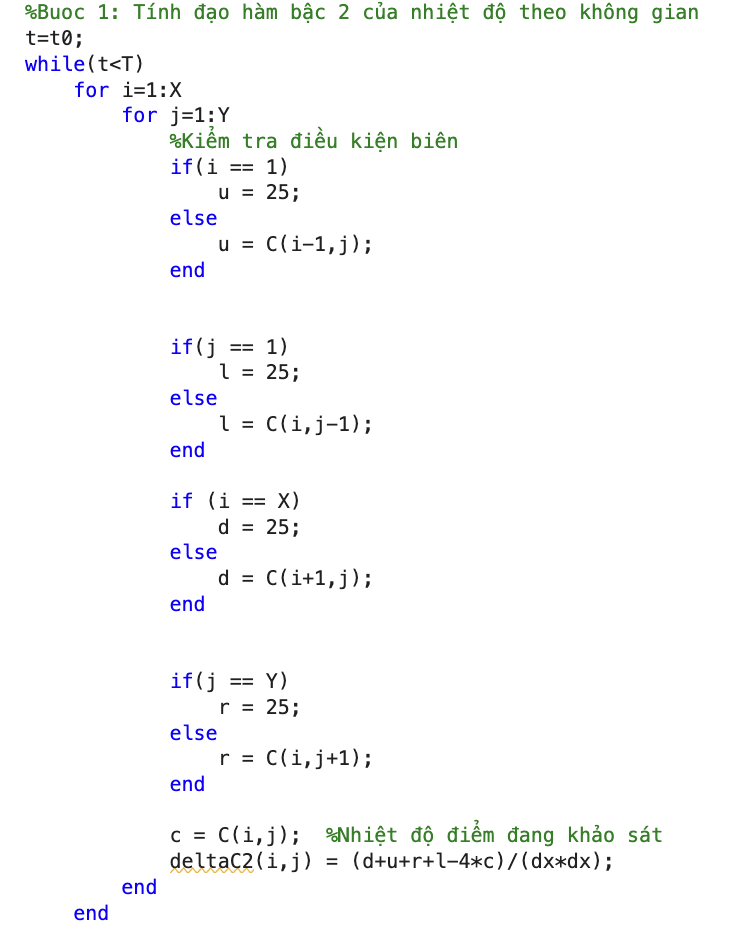 %Buoc 1: Tính đạo hàm bậc 2 của nhiệt độ theo không gian
t=t0;
while(t<T)
    for i=1:X
        for j=1:Y
            %Kiểm tra điều kiện biên
            if(i == 1)
                u = 25;
            else
                u = C(i-1,j);
            end
            if(j == 1)
                l = 25;
            else
                l = C(i,j-1);
            end
            if (i == X)
                d = 25;
            else
                d = C(i+1,j);
            end
            if(j == Y)
                r = 25;
            else
                r = C(i,j+1);
            end
            c = C(i,j);  %Nhiệt độ điểm đang khảo sát
            deltaC2(i,j) = (d+u+r+l-4*c)/(dx*dx);
        end
    end